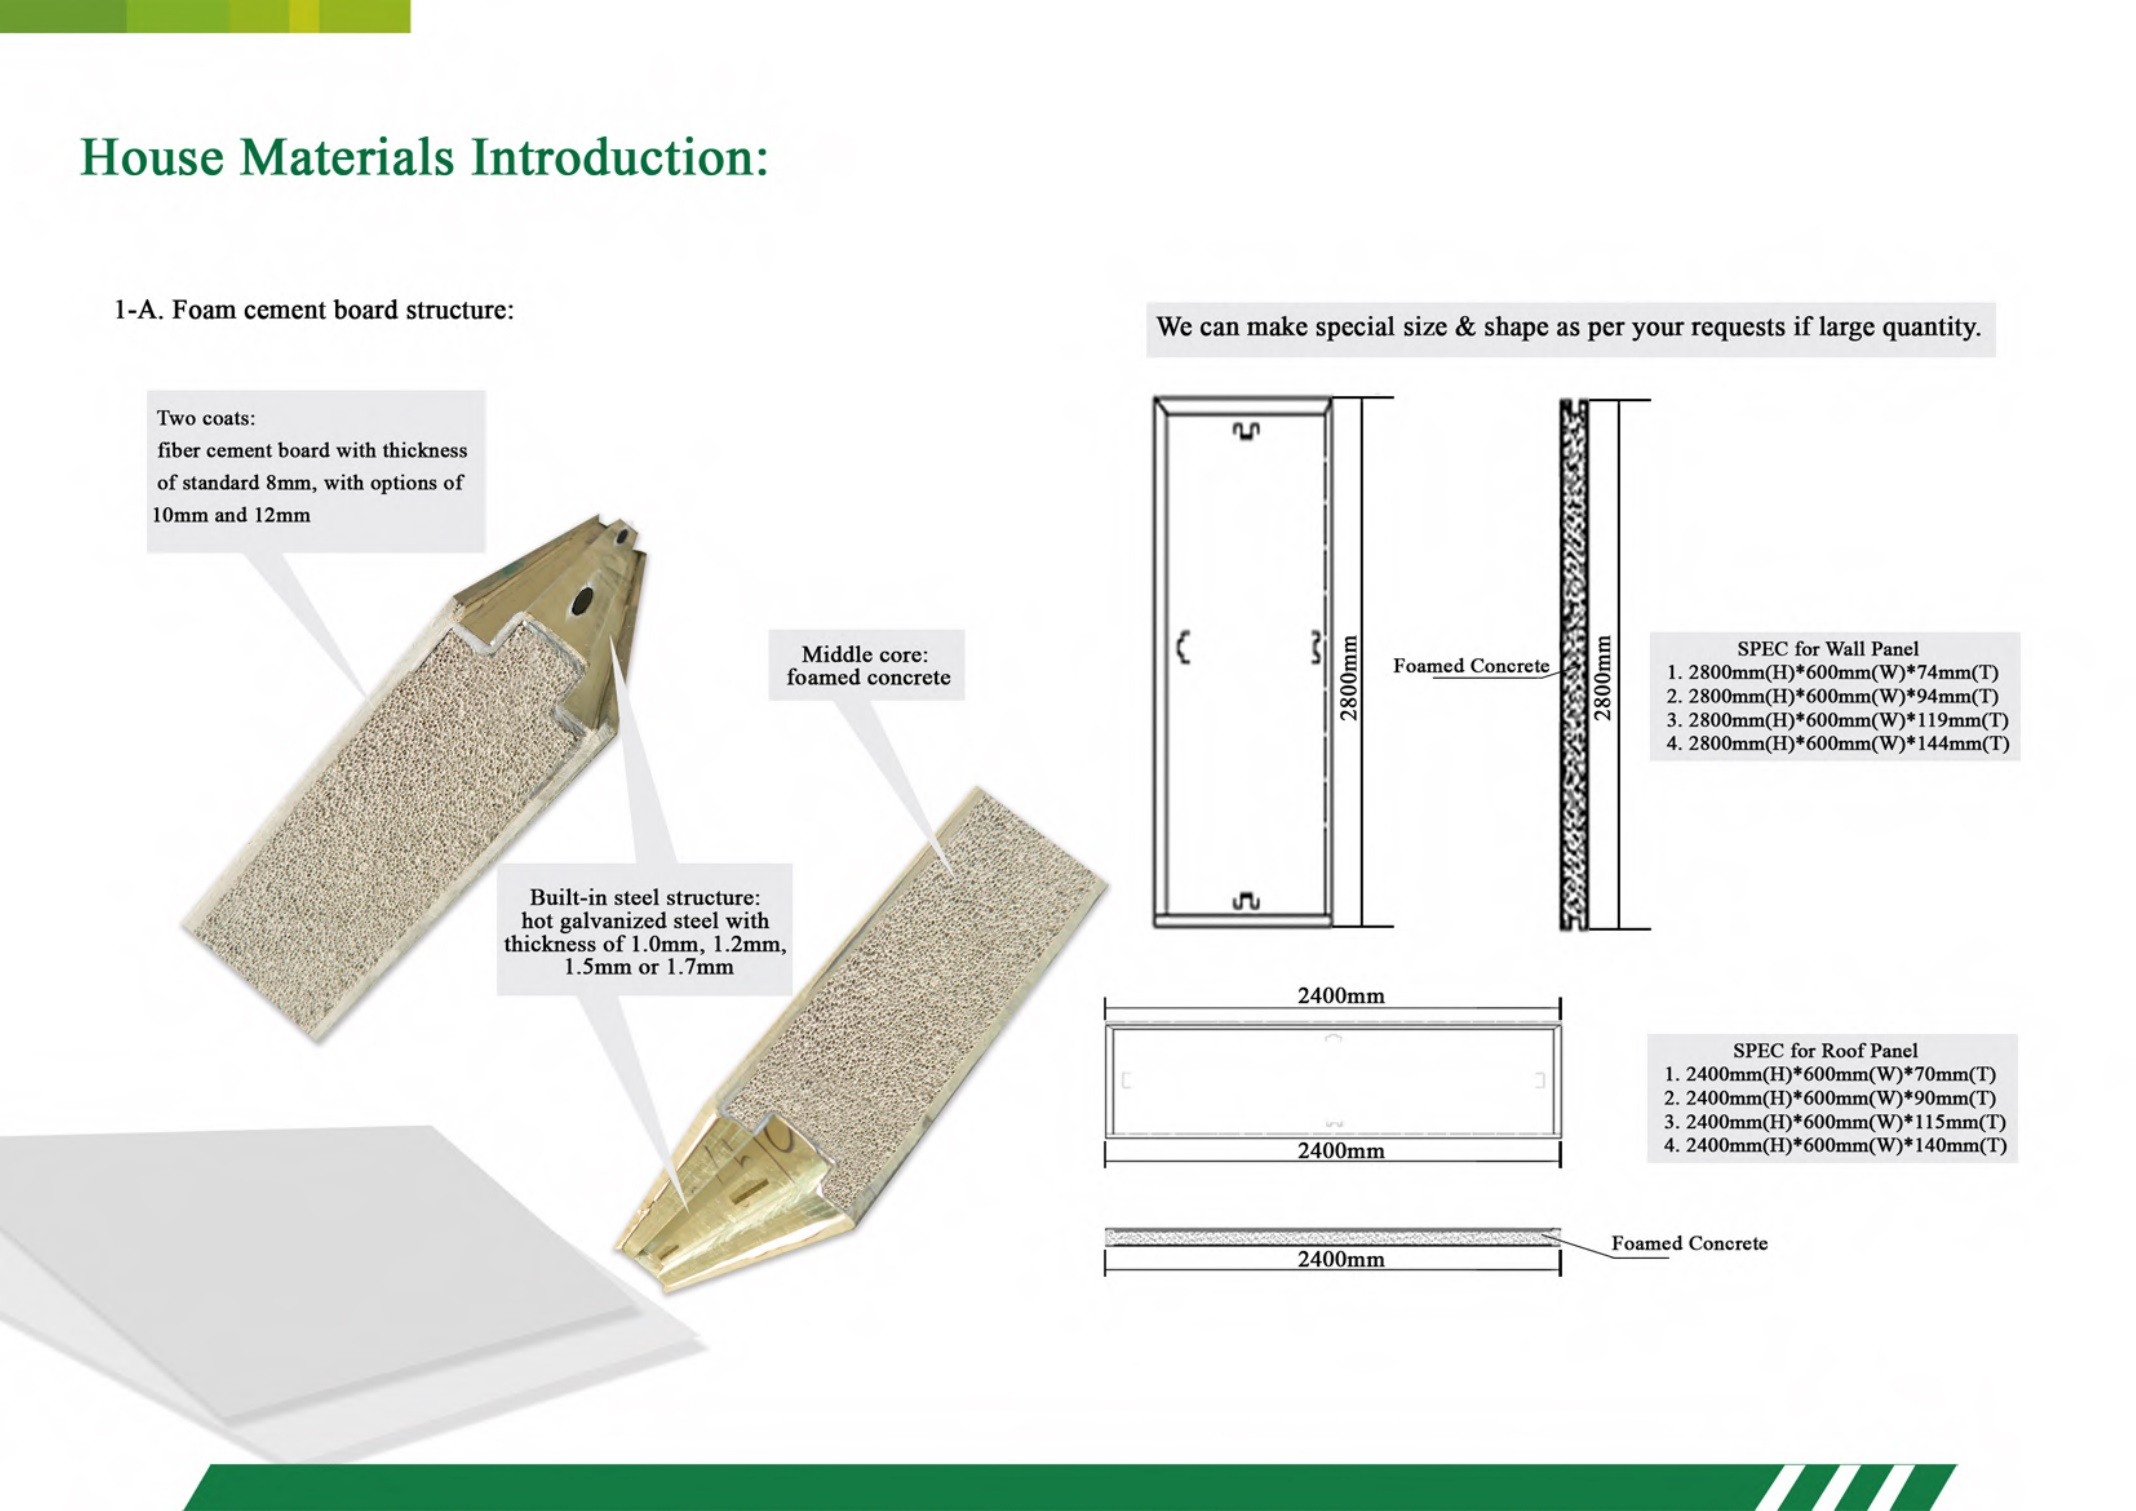 House Materials Introduction:
1-A. Foam cement board structure:
We can make special size & shape as per your requests if large quantity.
Two coats:
fiber cement board with thickness
of standard 8mm, with options of
10mm and 12mm
Middle core:
foamed concrete
Built-in steel structure:
hot galvanized steel with
thickness of 1.0mm, 1.2mm,
1.5mm or 1.7mm
2800mm
Foamed Concrete
2800mm
SPEC for Wall Panel
1. 2800mm(H)*600mm(W)*74mm(T)
2. 2800mm(H)*600mm(W)*94mm(T)
3. 2800mm(H)*600mm(W)*119mm(T)
4. 2800mm(H)*600mm(W)*144mm(T)
2400mm
2400mm
SPEC for Roof Panel
1. 2400mm(H)*600mm(W)*70mm(T)
2. 2400mm(H)*600mm(W)*90mm(T)
3. 2400mm(H)*600mm(W)*115mm(T)
4. 2400mm(H)*600mm(W)*140mm(T)
Foamed Concrete
2400mm